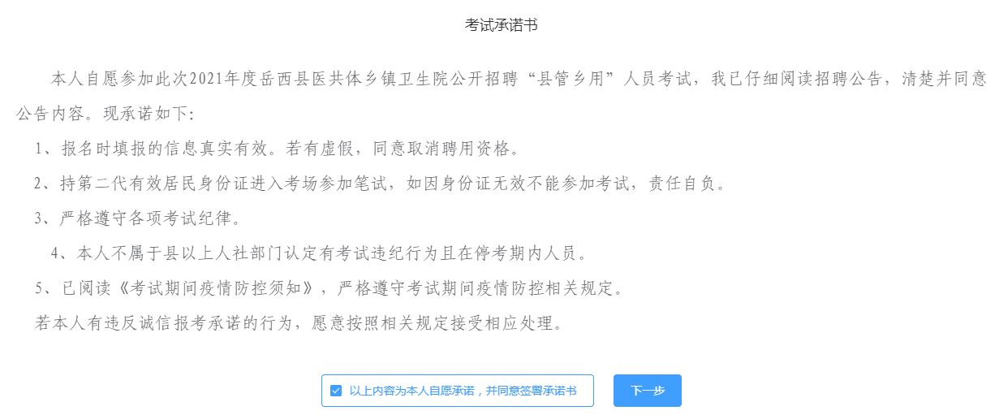 考试承诺书
本人自愿参加此次2021年度岳西县医共体乡镇卫生院公开招聘“县管乡用”人员考试，我已仔细阅读招聘公告，清楚并同意
公告内容。现承诺如下：
1、报名时填报的信息真实有效。若有虚假，同意取消聘用资格。
2、持第二代有效居民身份证进入考场参加笔试，如因身份证无效不能参加考试，责任自负。
3、严格遵守各项考试纪律。
4、本人不属于县以上人社部门认定有考试违纪行为且在停考期内人员。
5、已阅读《考试期间疫情防控须知》，严格遵守考试期间疫情防控相关规定。
若本人有违反诚信报考承诺的行为，愿意按照相关规定接受相应处理。
以上内容为本人自愿承诺，并同意签署承诺书
下一步